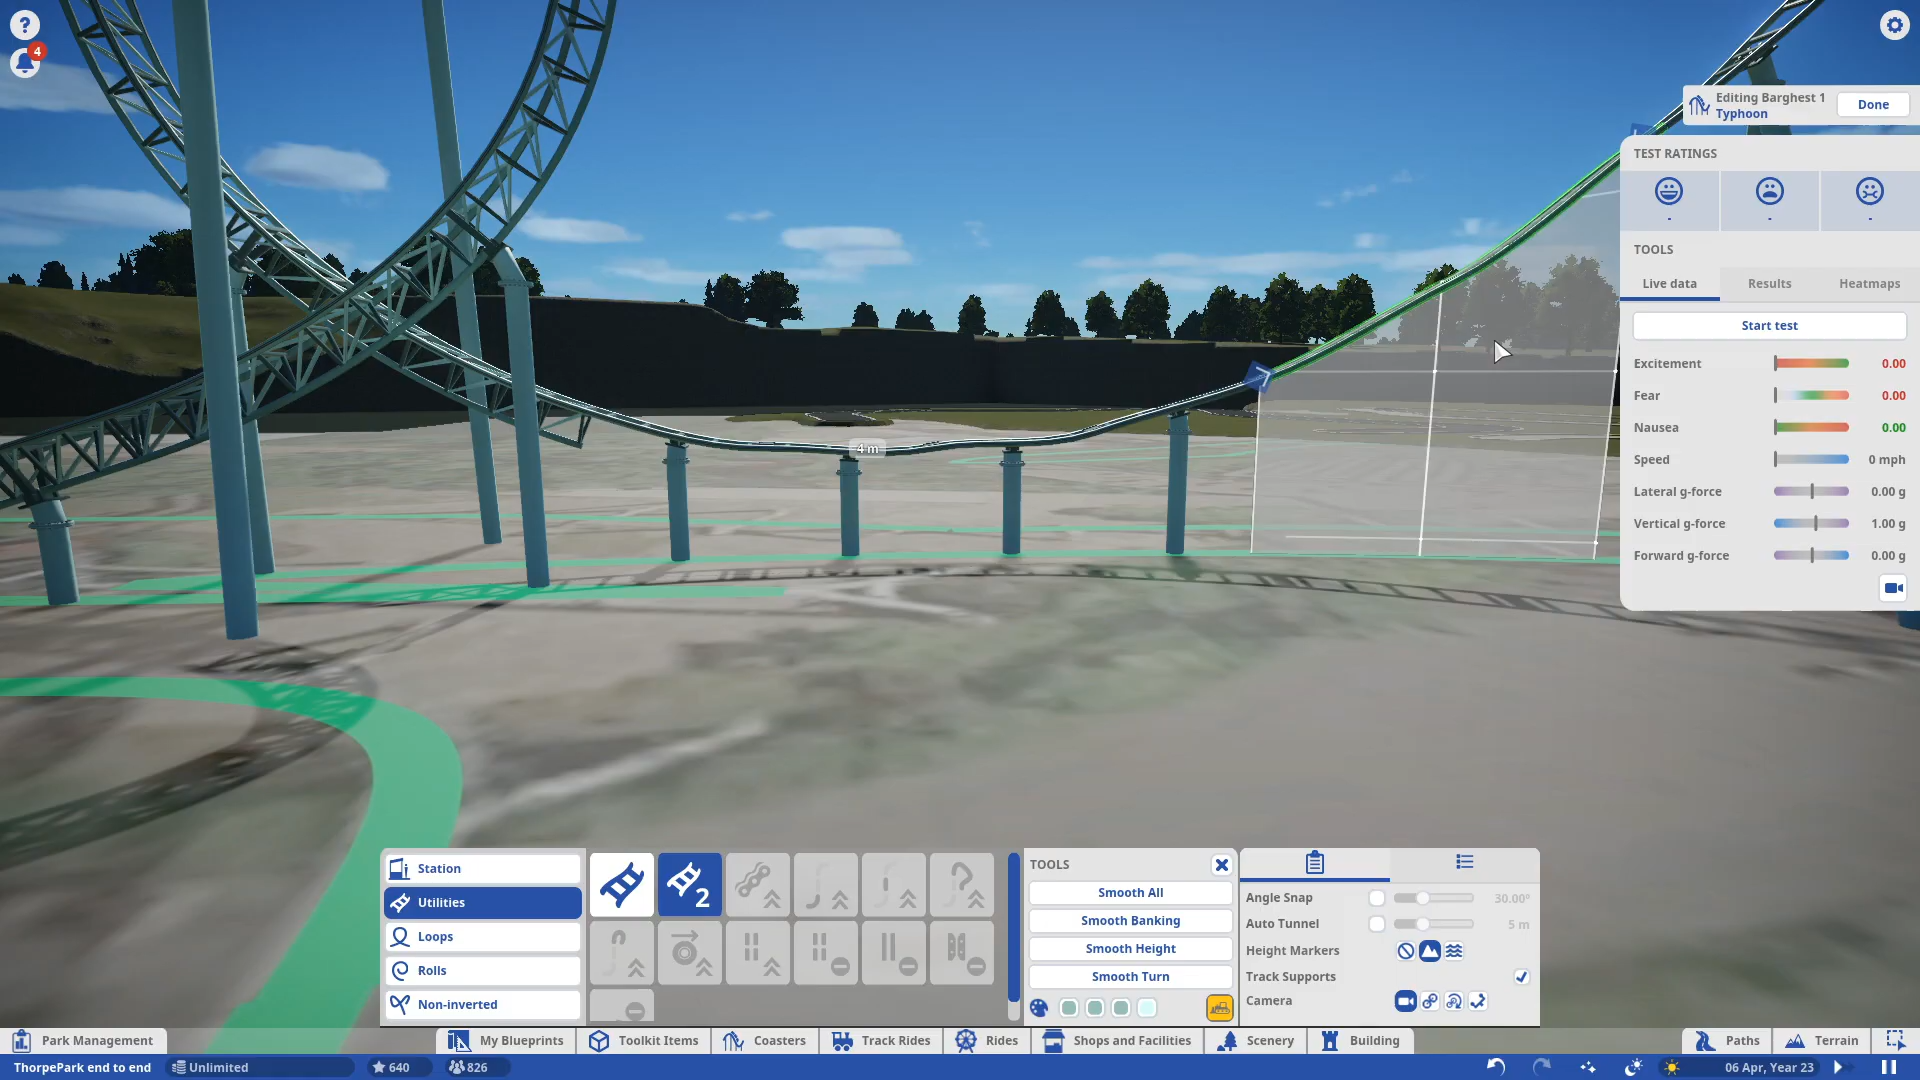 ?
4
Editing Barghest 1
Typhoon
Done
TEST RATINGS
- - -
TOOLS
Live data Results Heatmaps
Start test
Excitement 0.00
Fear 0.00
Nausea 0.00
Speed 0 mph
Lateral g-force 0.00 g
Vertical g-force 1.00 g
Forward g-force 0.00 g
4 m
Station
Utilities
Loops
Rolls
Non-inverted
2
TOOLS
Smooth All
Smooth Banking
Smooth Height
Smooth Turn
Angle Snap 30.00°
Auto Tunnel 5 m
Height Markers
Track Supports
Camera
Park Management
My Blueprints
Toolkit Items
Coasters
Track Rides
Rides
Shops and Facilities
Scenery
Building
Paths
Terrain
ThorpePark end to end
Unlimited
640
826
06 Apr, Year 23